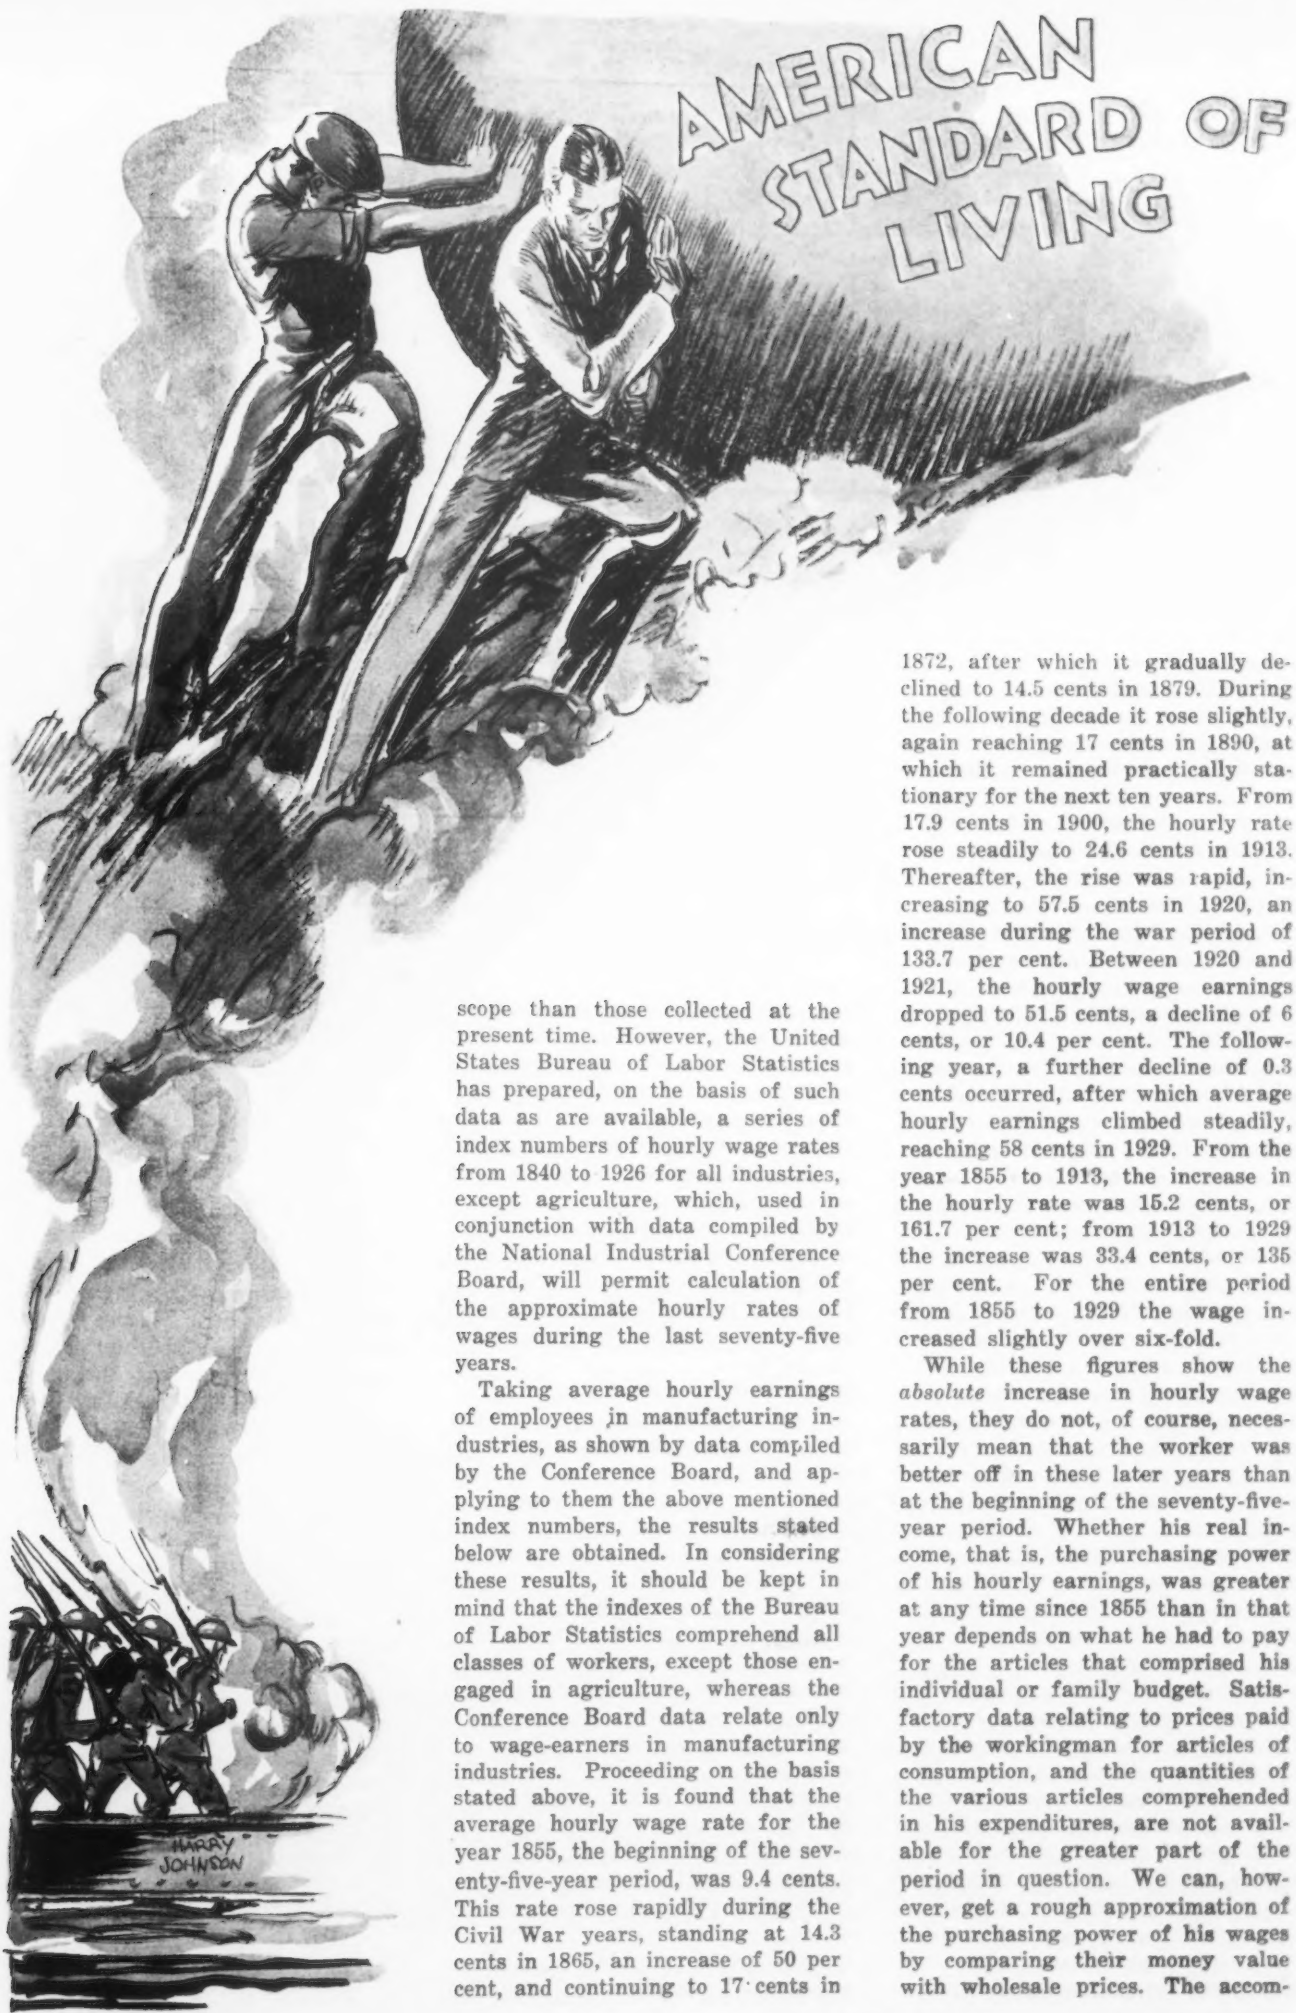 AMERICAN
STANDARD OF
LIVING
scope than those collected at the
present time. However, the United
States Bureau of Labor Statistics
has prepared, on the basis of such
data as are available, a series of
index numbers of hourly wage rates
from 1840 to 1926 for all industries,
except agriculture, which, used in
conjunction with data compiled by
the National Industrial Conference
Board, will permit calculation of
the approximate hourly rates of
wages during the last seventy-five
years.
Taking average hourly earnings
of employees in manufacturing in-
dustries, as shown by data compiled
by the Conference Board, and ap-
plying to them the above mentioned
index numbers, the results stated
below are obtained. In considering
these results, it should be kept in
mind that the indexes of the Bureau
of Labor Statistics comprehend all
classes of workers, except those en-
gaged in agriculture, whereas the
Conference Board data relate only
to wage-earners in manufacturing
industries. Proceeding on the basis
stated above, it is found that the
average hourly wage rate for the
year 1855, the beginning of the sev-
enty-five-year period, was 9.4 cents.
This rate rose rapidly during the
Civil War years, standing at 14.3
cents in 1865, an increase of 50 per
cent, and continuing to 17 cents in
1872, after which it gradually de-
clined to 14.5 cents in 1879. During
the following decade it rose slightly,
again reaching 17 cents in 1890, at
which it remained practically sta-
tionary for the next ten years. From
17.9 cents in 1900, the hourly rate
rose steadily to 24.6 cents in 1913.
Thereafter, the rise was rapid, in-
creasing to 57.5 cents in 1920, an
increase during the war period of
133.7 per cent. Between 1920 and
1921, the hourly wage earnings
dropped to 51.5 cents, a decline of 6
cents, or 10.4 per cent. The follow-
ing year, a further decline of 0.3
cents occurred, after which average
hourly earnings climbed steadily,
reaching 58 cents in 1929. From the
year 1855 to 1913, the increase in
the hourly rate was 15.2 cents, or
161.7 per cent; from 1913 to 1929
the increase was 33.4 cents, or 135
per cent. For the entire period
from 1855 to 1929 the wage in-
creased slightly over six-fold.
While these figures show the
absolute increase in hourly wage
rates, they do not, of course, neces-
sarily mean that the worker was
better off in these later years than
at the beginning of the seventy-five-
year period. Whether his real in-
come, that is, the purchasing power
of his hourly earnings, was greater
at any time since 1855 than in that
year depends on what he had to pay
for the articles that comprised his
individual or family budget. Satis-
factory data relating to prices paid
by the workingman for articles of
consumption, and the quantities of
the various articles comprehended
in his expenditures, are not avail-
able for the greater part of the
period in question. We can, how-
ever, get a rough approximation of
the purchasing power of his wages
by comparing their money value
with wholesale prices. The accom-
HARRY
JOHNSON